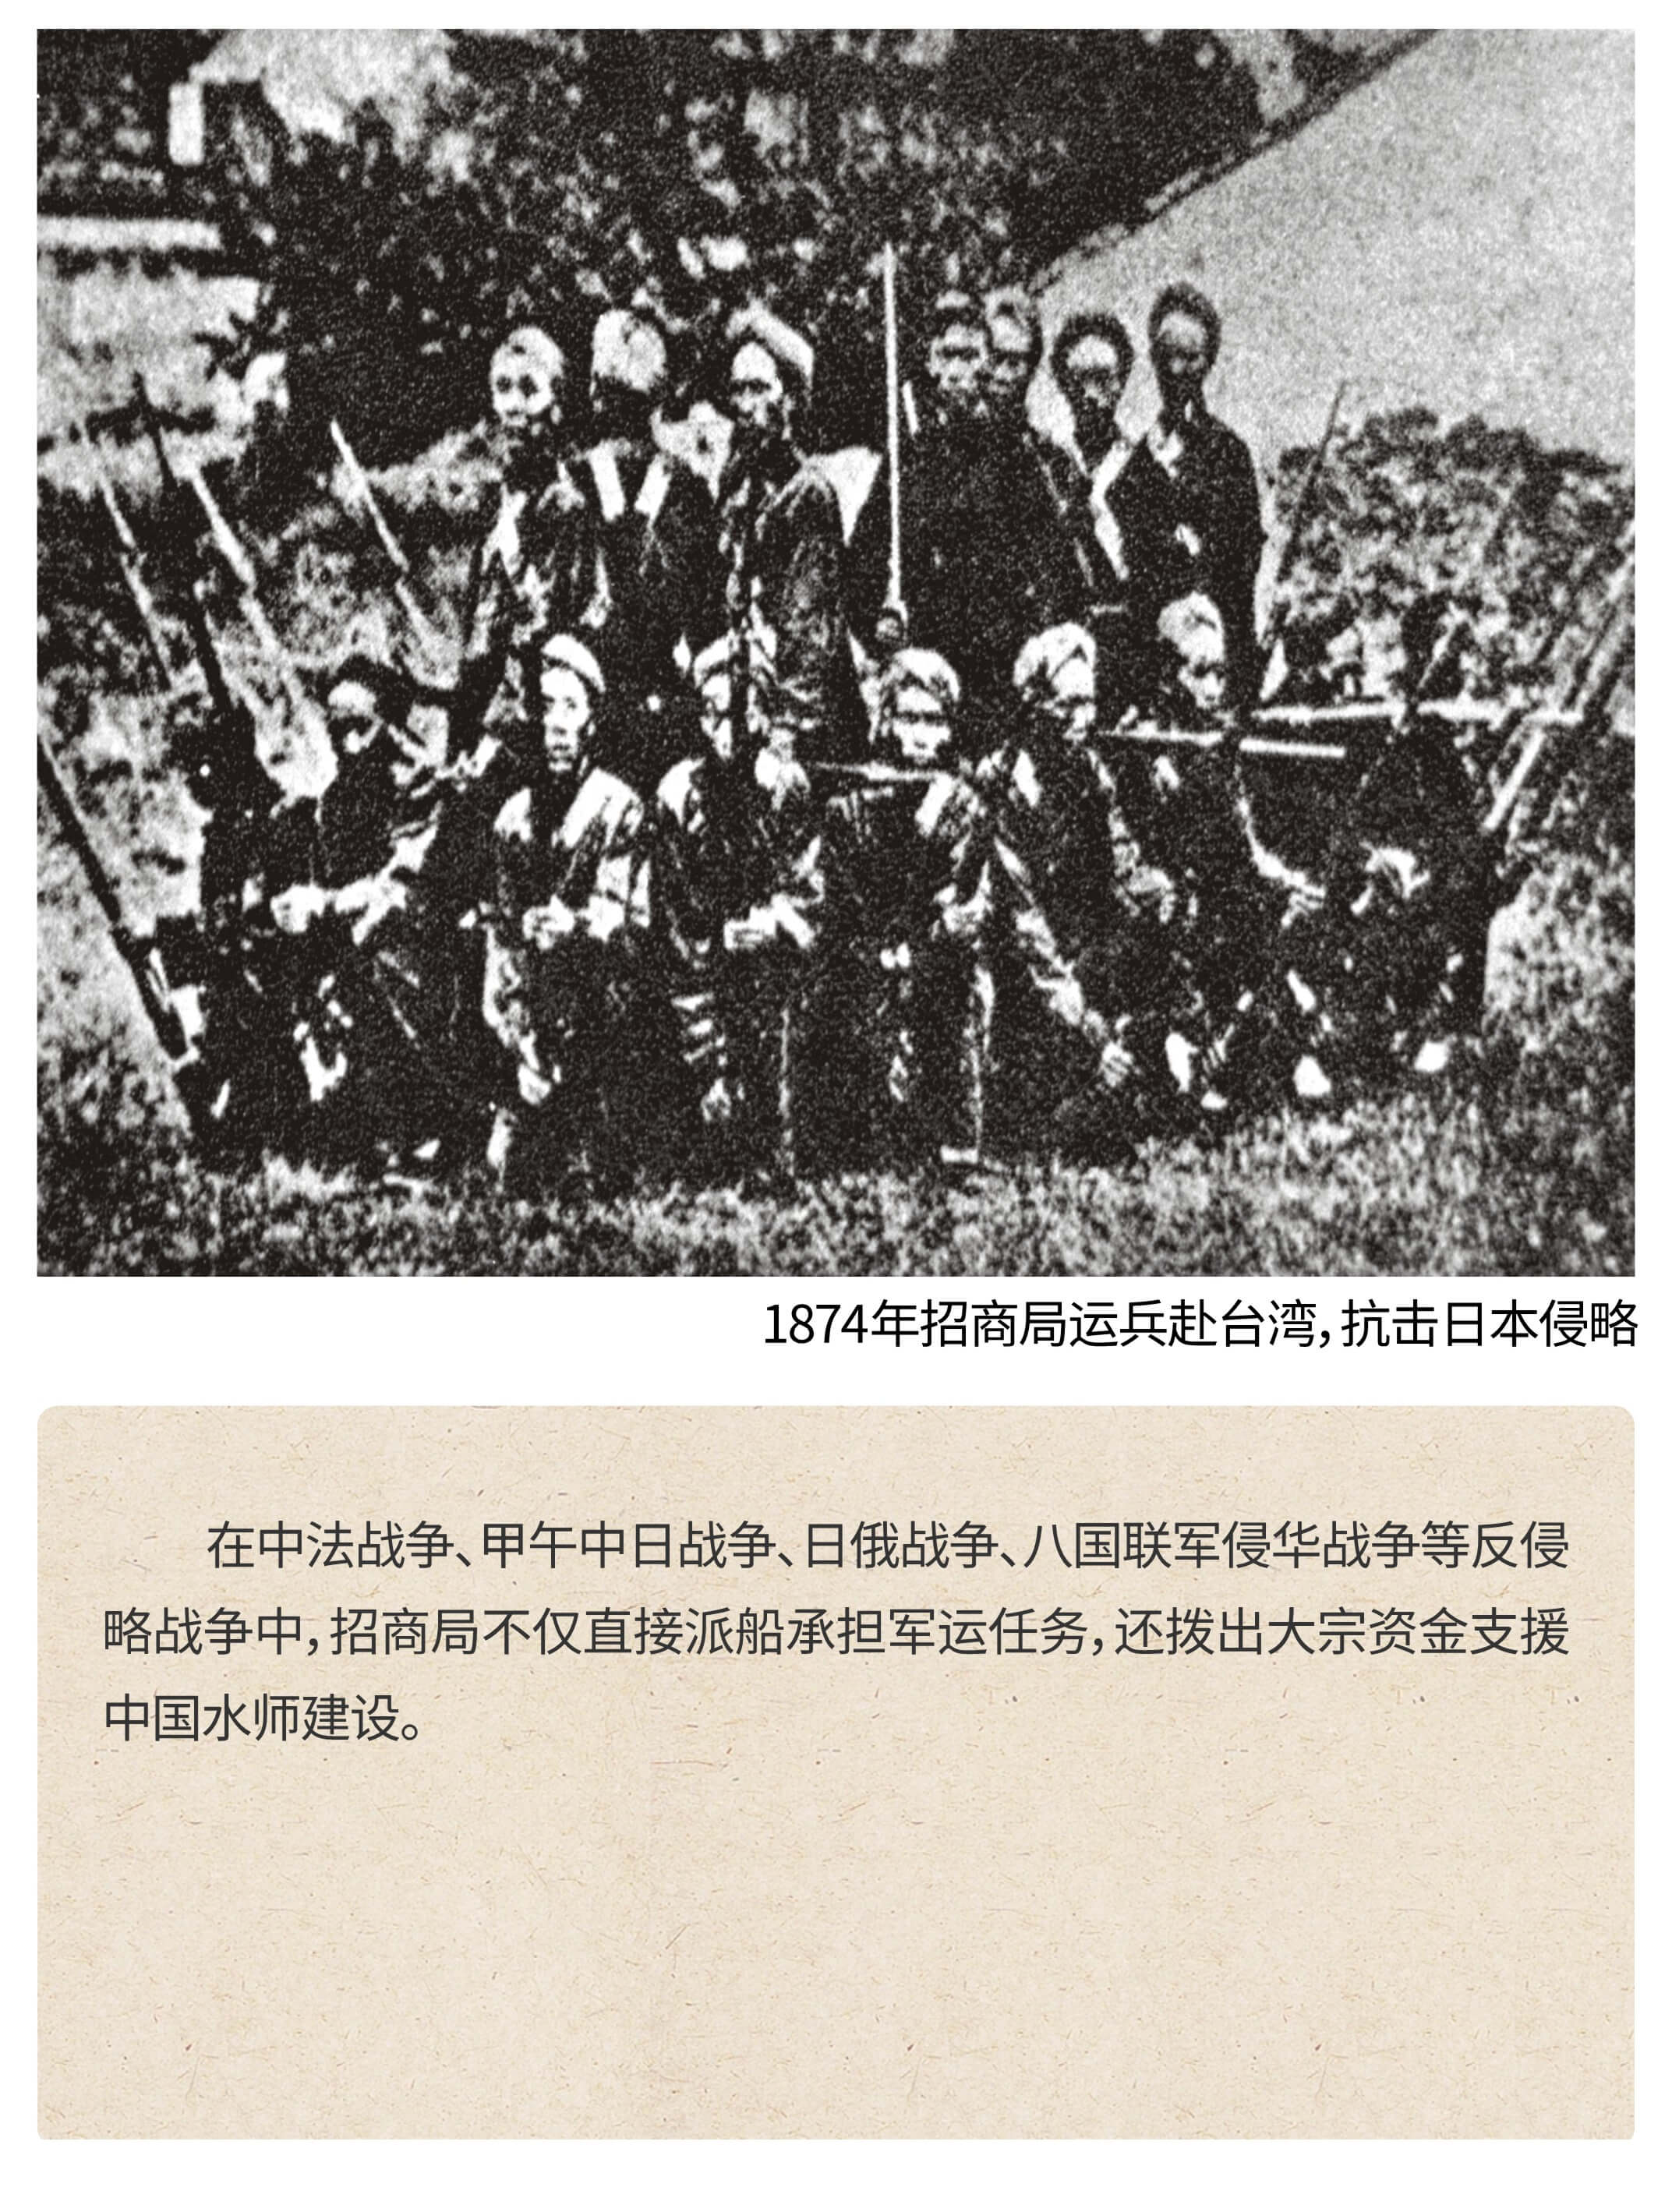 1874年招商局运兵赴台湾，抗击日本侵略
在中法战争、甲午中日战争、日俄战争、八国联军侵华战争等反侵
略战争中，招商局不仅直接派船承担军运任务，还拨出大宗资金支援
中国水师建设。